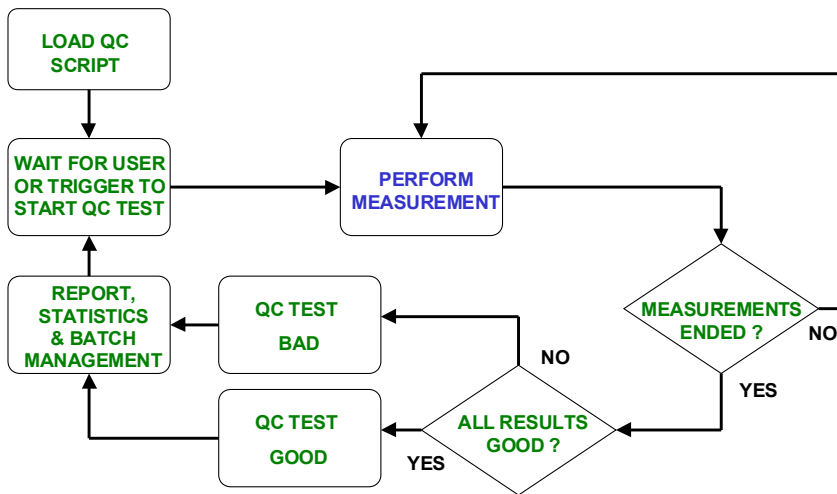 LOAD QC
SCRIPT
WAIT FOR USER
OR TRIGGER TO
START QC TEST
PERFORM
MEASUREMENT
REPORT,
STATISTICS
& BATCH
MANAGEMENT
QC TEST
BAD
MEASUREMENTS
ENDED ?
NO
NO
YES
QC TEST
GOOD
ALL RESULTS
GOOD ?
YES